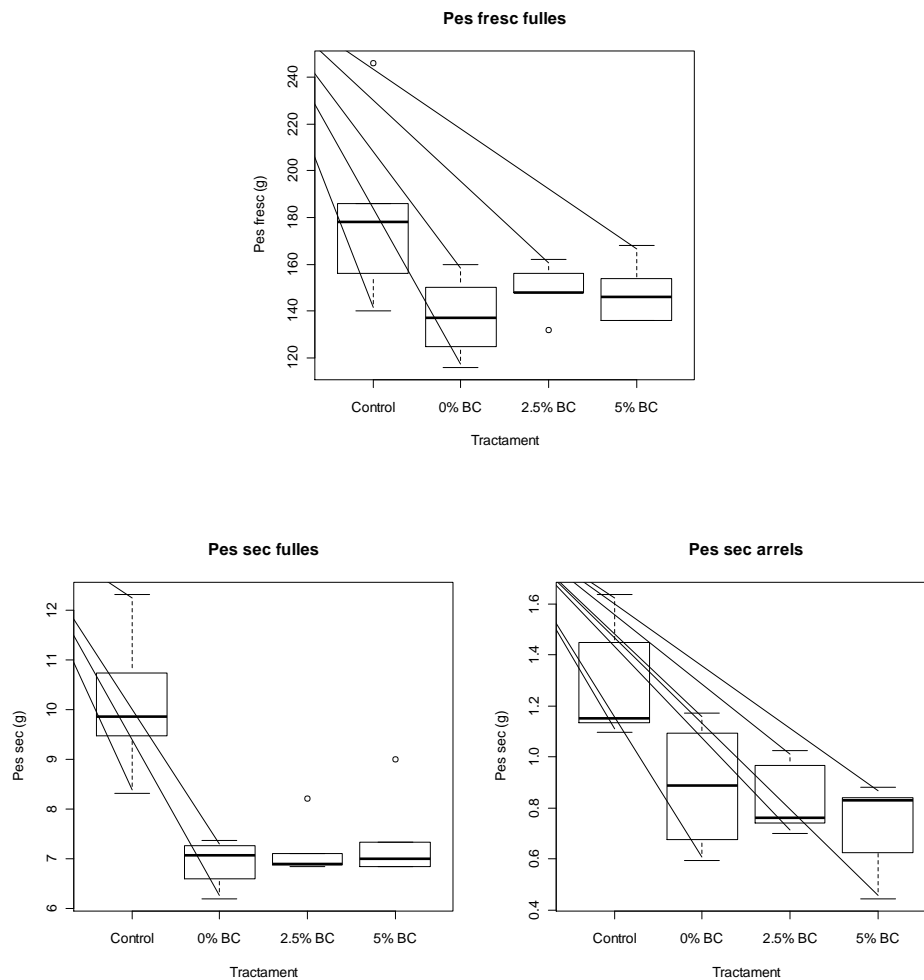 Pes fresc fulles
Pes fresc (g)
240
220
200
180
160
140
120
Control 0% BC 2.5% BC 5% BC
Tractament
Pes sec fulles
Pes sec (g)
12
11
10
9
8
7
6
Control 0% BC 2.5% BC 5% BC
Tractament
Pes sec arrels
Pes sec (g)
1.6
1.4
1.2
1.0
0.8
0.6
0.4
Control 0% BC 2.5% BC 5% BC
Tractament